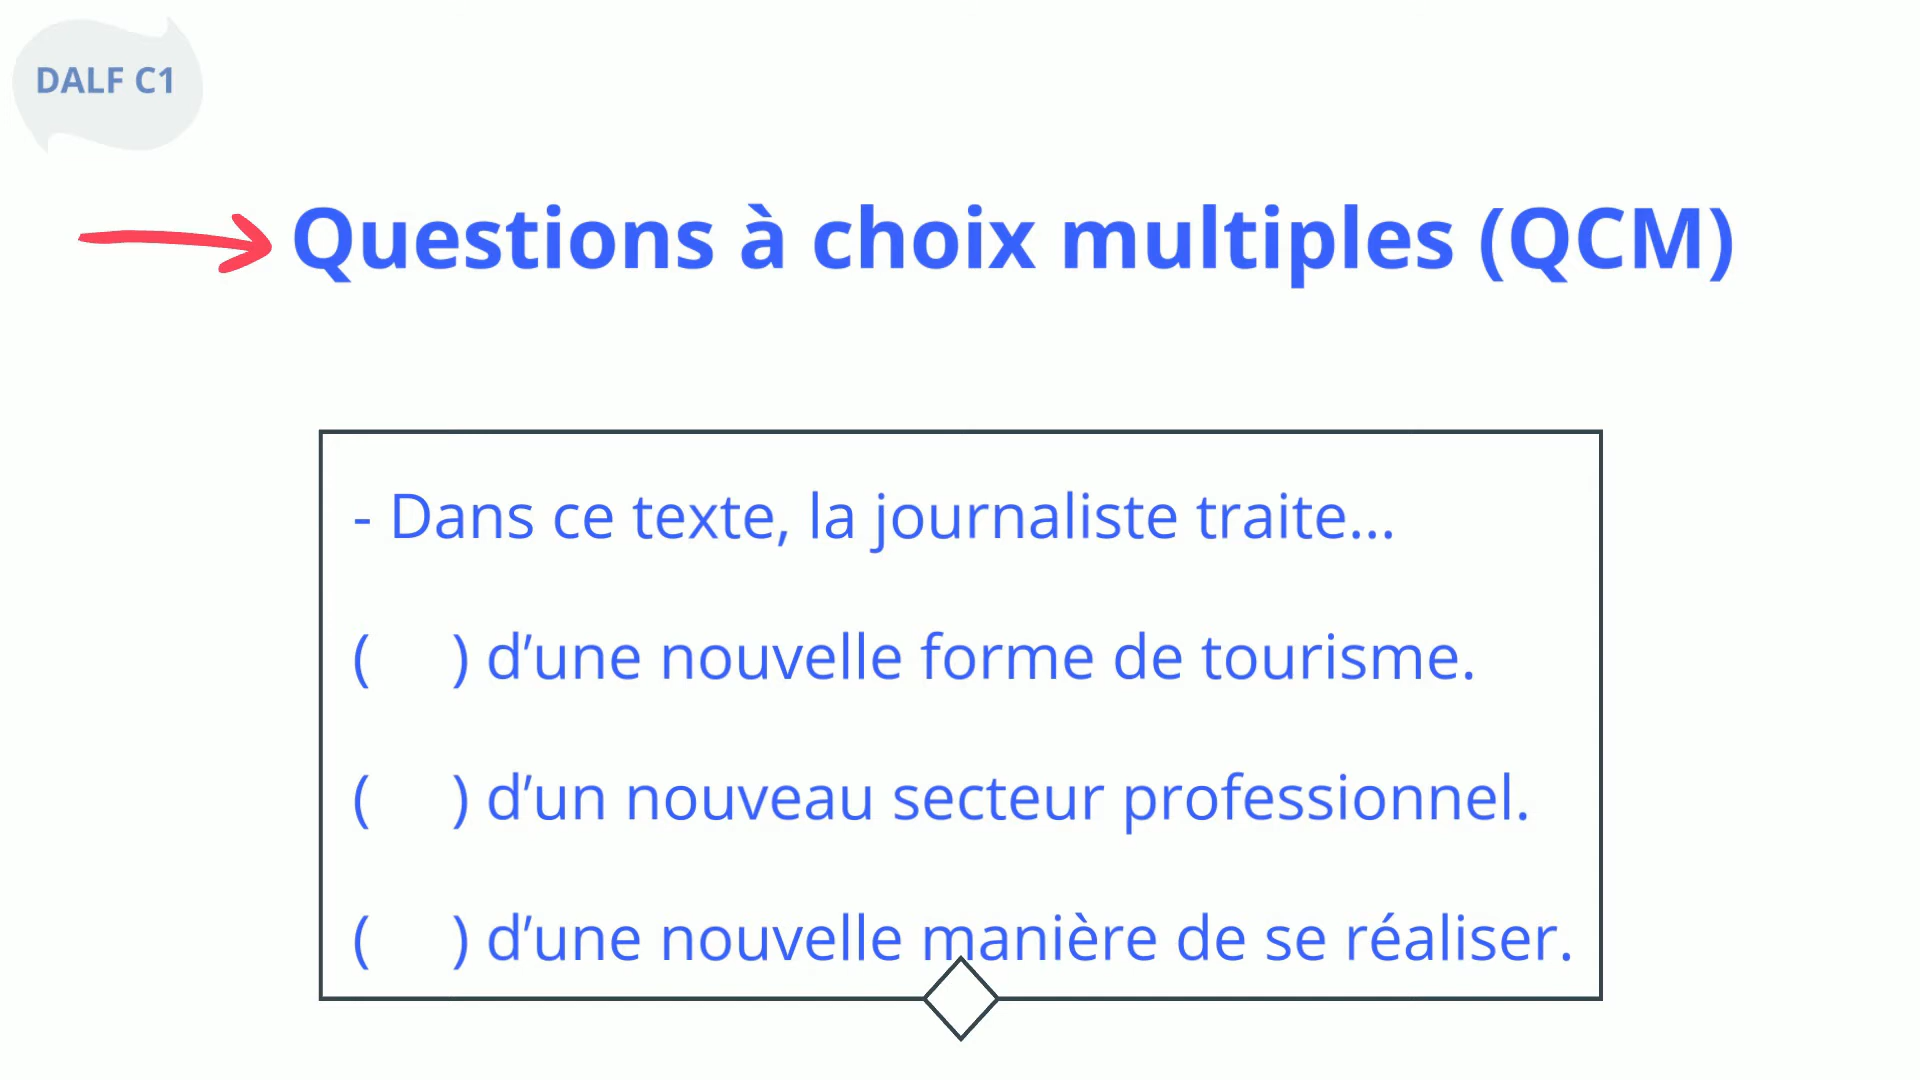 DALF C1
Questions à choix multiples (QCM)
- Dans ce texte, la journaliste traite...
(    ) d’une nouvelle forme de tourisme.
(    ) d’un nouveau secteur professionnel.
(    ) d’une nouvelle manière de se réaliser.